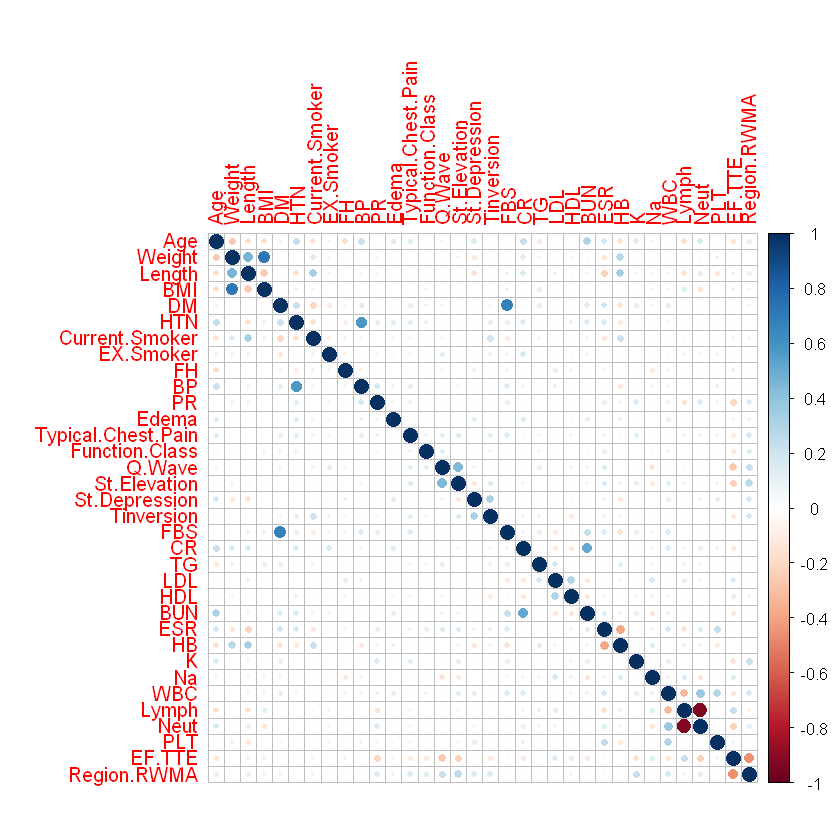 Age
Weight
Length
BMI
DM
HTN
Current.Smoker
EX.Smoker
FH
BP
PR
Edema
Typical.Chest.Pain
Function.Class
Q.Wave
St.Elevation
St.Depression
Tinversion
FBS
CR
TG
LDL
HDL
BUN
ESR
HB
K
Na
WBC
Lymph
Neut
PLT
EF.TTE
Region.RWMA
Age
Weight
Length
BMI
DM
HTN
Current.Smoker
EX.Smoker
FH
BP
PR
Edema
Typical.Chest.Pain
Function.Class
Q.Wave
St.Elevation
St.Depression
Tinversion
FBS
CR
TG
LDL
HDL
BUN
ESR
HB
K
Na
WBC
Lymph
Neut
PLT
EF.TTE
Region.RWMA
1
0.8
0.6
0.4
0.2
0
-0.2
-0.4
-0.6
-0.8
-1